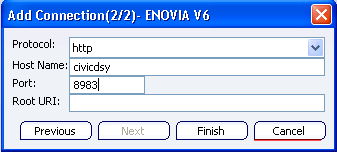 Add Connection(2/2)- ENOVIA V6
Protocol: http
Host Name: civicdsy
Port: 8983
Root URI:
Previous Next Finish Cancel